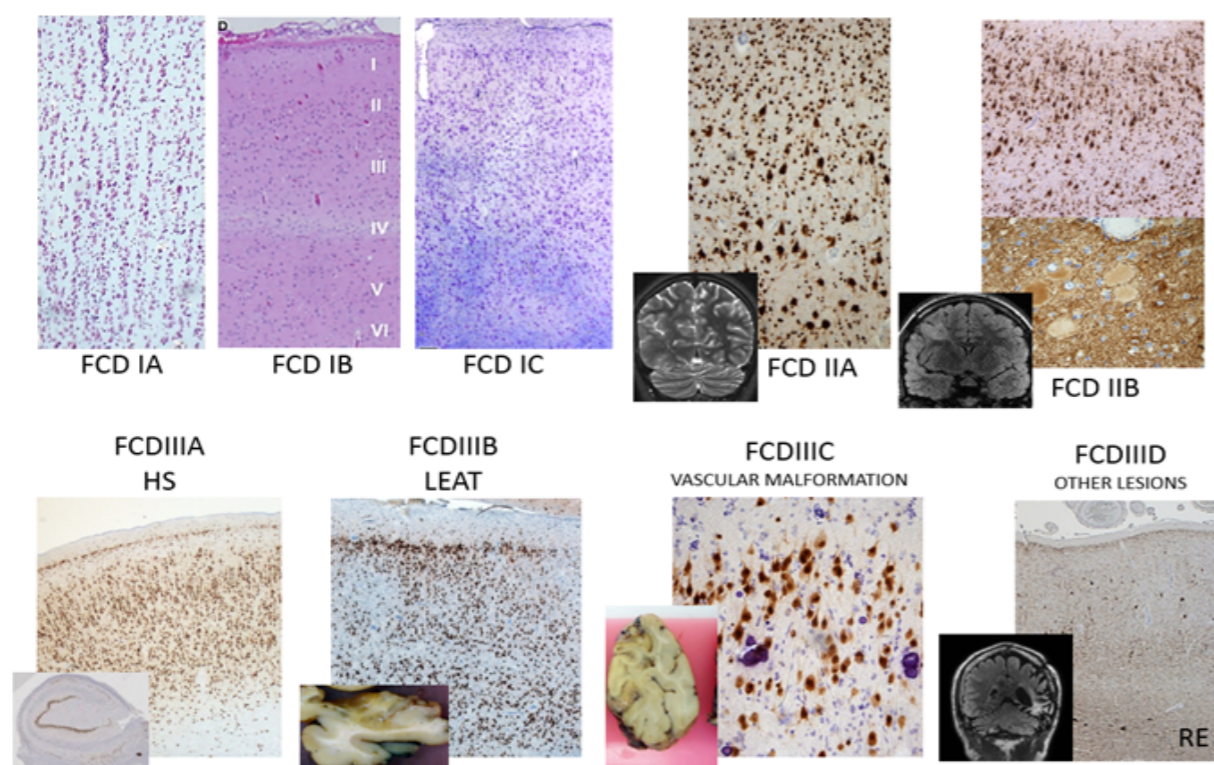 D
I
II
III
IV
V
VI
FCD IA
FCD IB
FCD IC
FCD IIA
FCD IIB
FCDIIIA
HS
FCDIIIB
LEAT
FCDIIIC
VASCULAR MALFORMATION
FCDIIID
OTHER LESIONS
RE